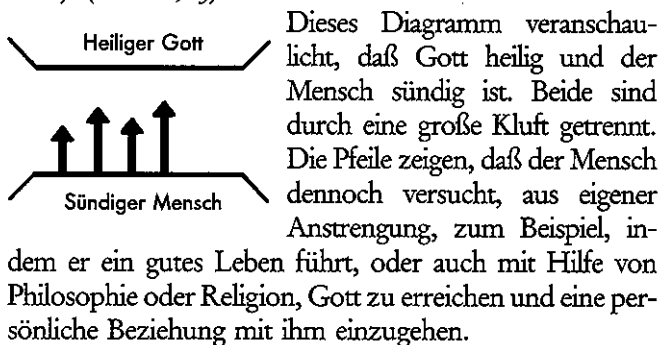 Heiliger Gott
Sündiger Mensch
Dieses Diagramm veranschau-
licht, daß Gott heilig und der
Mensch sündig ist. Beide sind
durch eine große Kluft getrennt.
Die Pfeile zeigen, daß der Mensch
dennoch versucht, aus eigener
Anstrengung, zum Beispiel, in-
dem er ein gutes Leben führt, oder auch mit Hilfe von
Philosophie oder Religion, Gott zu erreichen und eine per-
sönliche Beziehung mit ihm einzugehen.